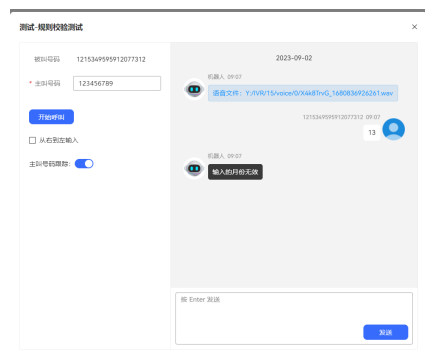 测试-规则校验测试
被叫号码 1215349595912077312
* 主叫号码 123456789
开始呼叫
从右到左输入
主叫号码跟踪:
2023-09-02
机器人 09:07
语音文件: Y:/IVR/15/voice/0/X4k8TrvG_1680836926261.wav
1215349595912077312 09:07
13
机器人 09:07
输入的月份无效
按 Enter 发送
发送